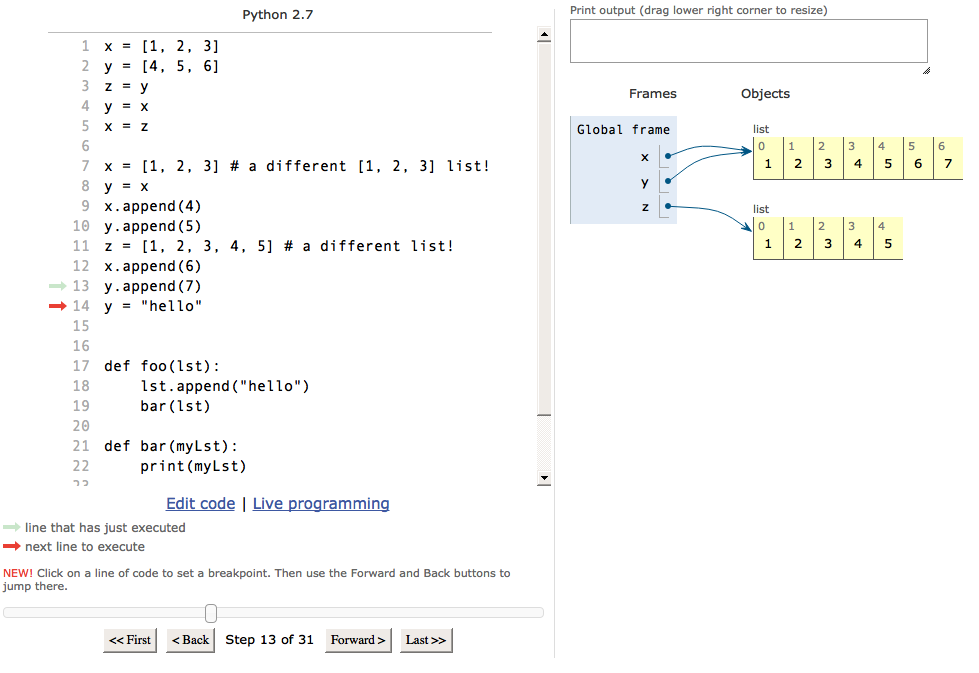 Python 2.7
1 x = [1, 2, 3]
2 y = [4, 5, 6]
3 z = y
4 y = x
5 x = z
6
7 x = [1, 2, 3] # a different [1, 2, 3] list!
8 y = x
9 x.append(4)
10 y.append(5)
11 z = [1, 2, 3, 4, 5] # a different list!
12 x.append(6)
13 y.append(7)
14 y = "hello"
15
16
17 def foo(lst):
18     lst.append("hello")
19     bar(lst)
20
21 def bar(myLst):
22     print(myLst)
23
Edit code | Live programming
line that has just executed
next line to execute
NEW! Click on a line of code to set a breakpoint. Then use the Forward and Back buttons to
jump there.
<< First < Back Step 13 of 31 Forward > Last >>
Print output (drag lower right corner to resize)
Frames Objects
Global frame
x
y
z
list
0 1 2 3 4 5 6
1 2 3 4 5 6 7
list
0 1 2 3 4
1 2 3 4 5